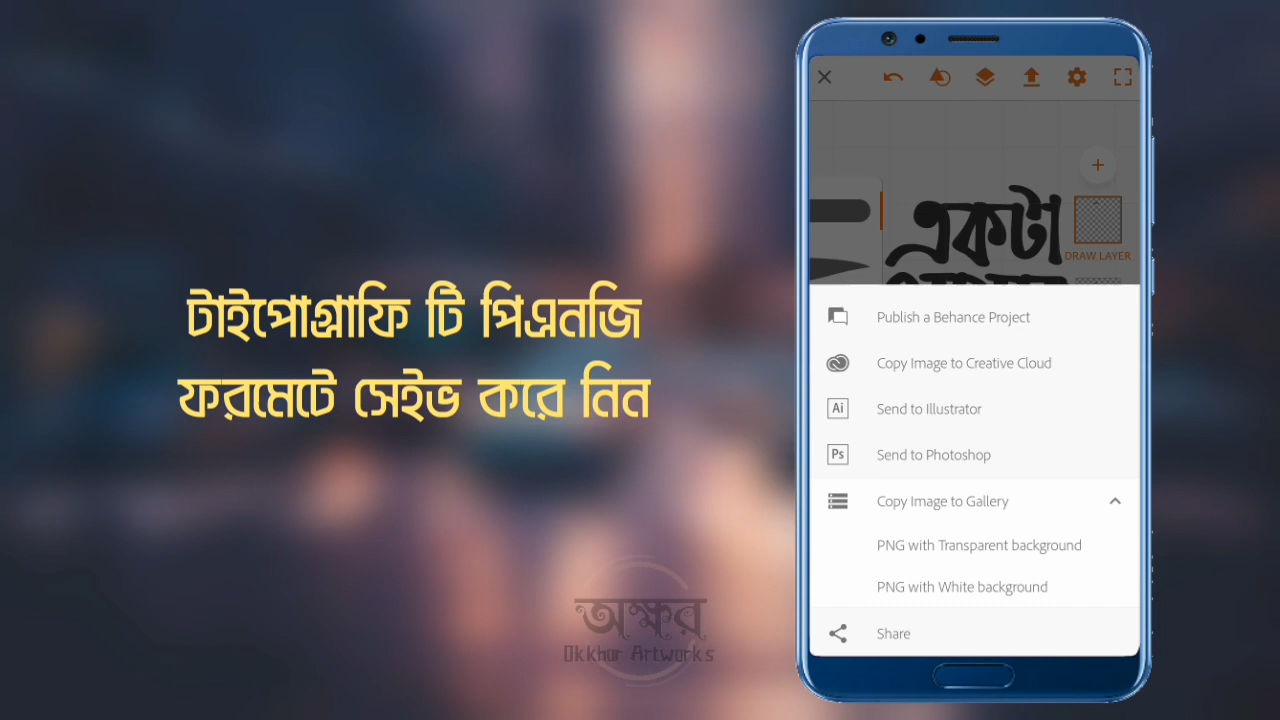 টাইপোগ্রাফি টি পিএনজি
ফরমেটে সেইভ করে নিন
একটা
DRAW LAYER
Publish a Behance Project
Copy Image to Creative Cloud
Ai Send to Illustrator
Ps Send to Photoshop
Copy Image to Gallery
PNG with Transparent background
PNG with White background
Share
অক্ষর
Okkhor Artworks